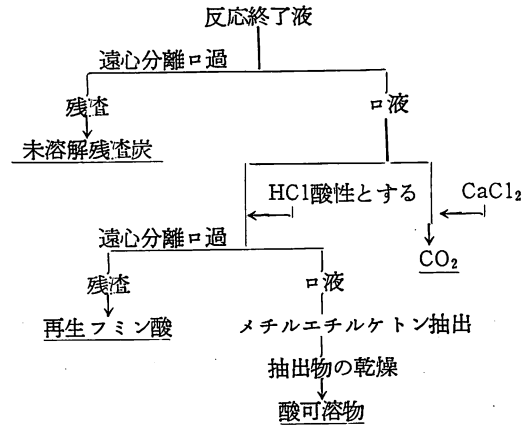 反応終了液
遠心分離ロ過
残渣
ロ液
未溶解残渣炭
HCl酸性とする
CaCl₂
遠心分離ロ過
CO₂
残渣
ロ液
再生フミン酸
メチルエチルケトン抽出
抽出物の乾燥
酸可溶物